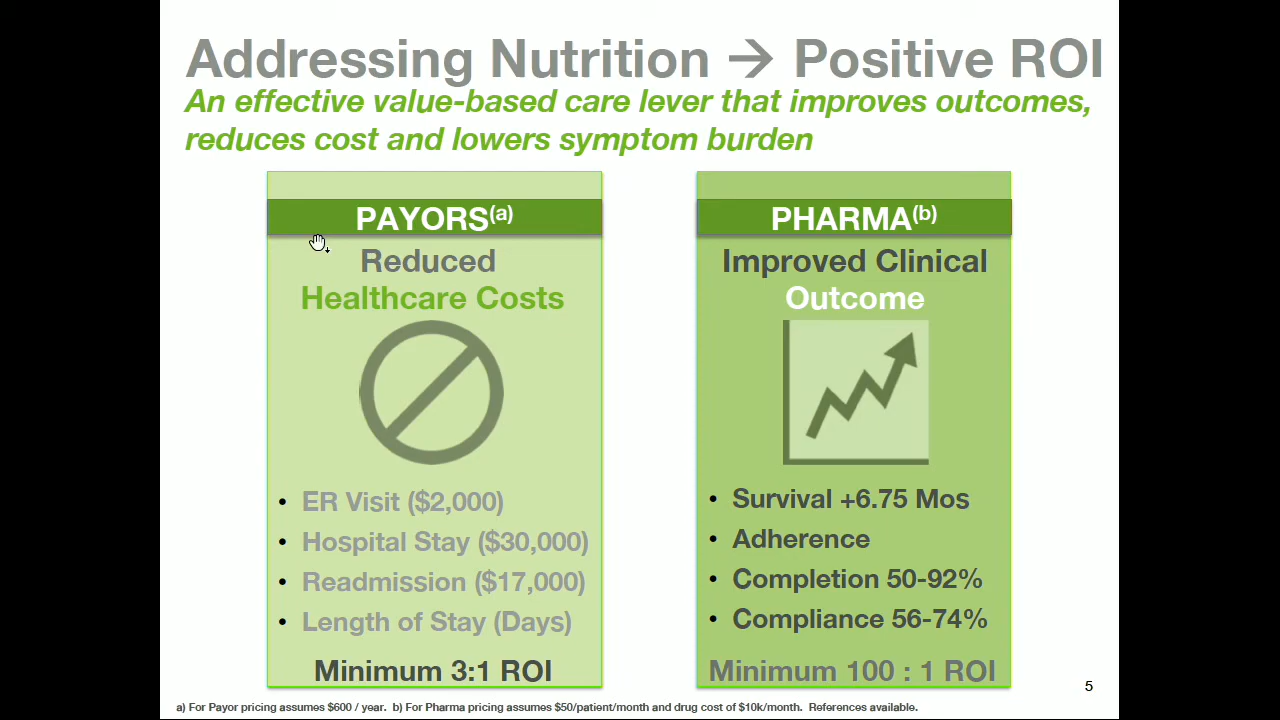 Addressing Nutrition → Positive ROI
An effective value-based care lever that improves outcomes,
reduces cost and lowers symptom burden
PAYORS(a)
Reduced
Healthcare Costs
• ER Visit ($2,000)
• Hospital Stay ($30,000)
• Readmission ($17,000)
• Length of Stay (Days)
Minimum 3:1 ROI
PHARMA(b)
Improved Clinical
Outcome
• Survival +6.75 Mos
• Adherence
• Completion 50-92%
• Compliance 56-74%
Minimum 100 : 1 ROI
5
a) For Payor pricing assumes $600 / year. b) For Pharma pricing assumes $50/patient/month and drug cost of $10k/month. References available.